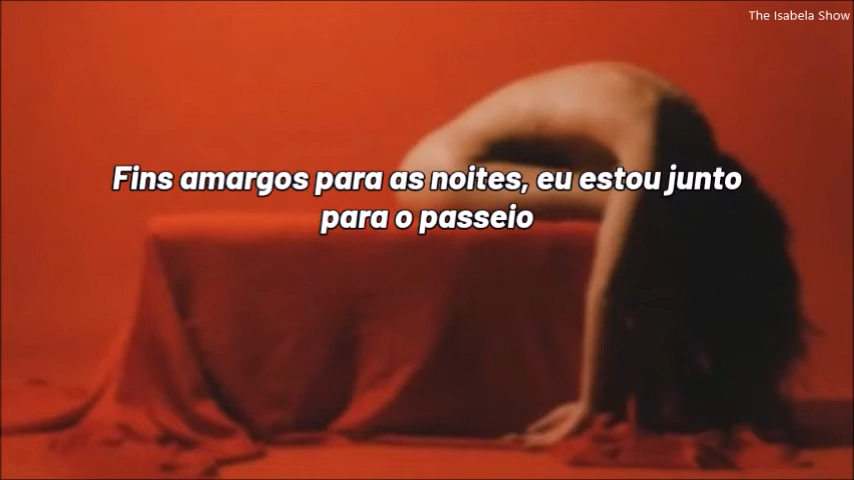 The Isabela Show
Fins amargos para as noites, eu estou junto
para o passeio